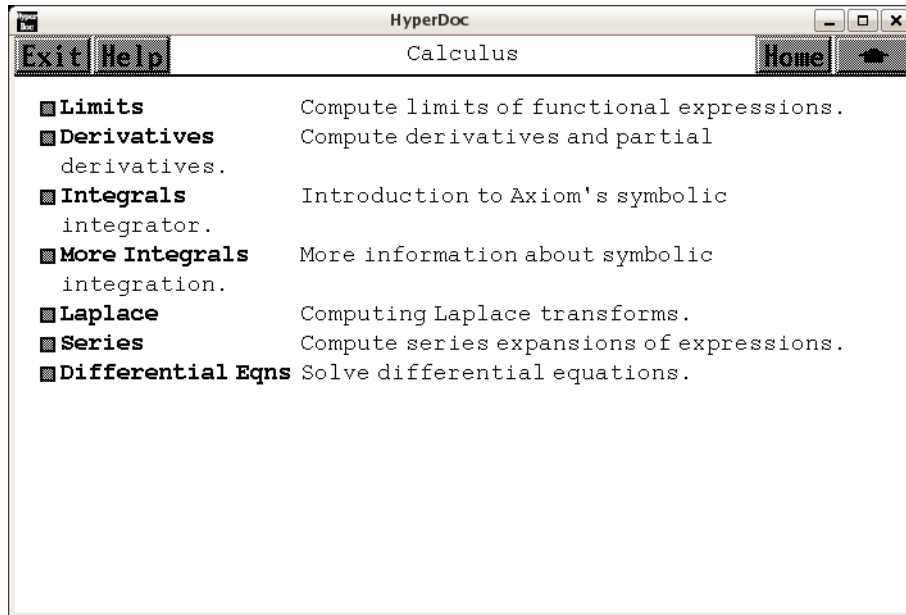 Hyper Doc
HyperDoc
Exit Help Calculus Home
Limits Compute limits of functional expressions.
Derivatives Compute derivatives and partial
derivatives.
Integrals Introduction to Axiom's symbolic
integrator.
More Integrals More information about symbolic
integration.
Laplace Computing Laplace transforms.
Series Compute series expansions of expressions.
Differential Eqns Solve differential equations.